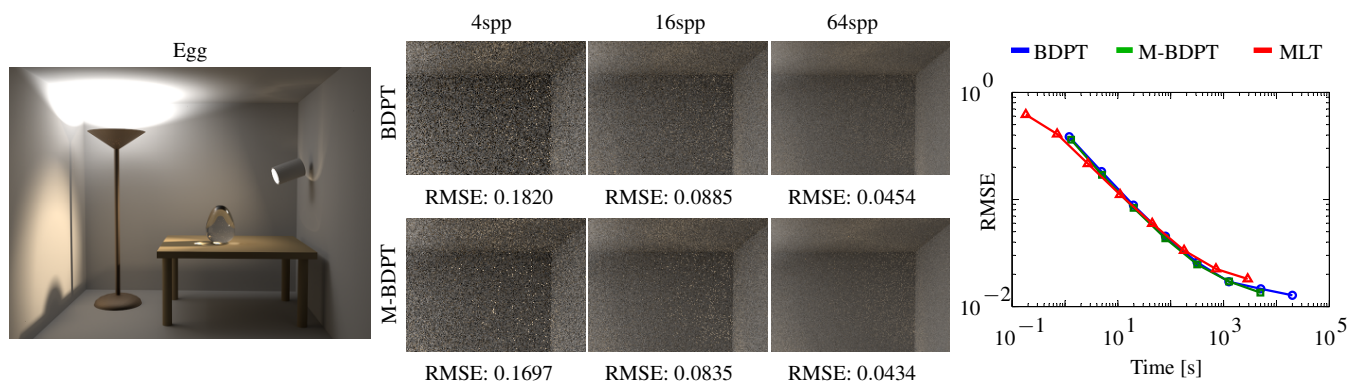 Egg
4spp 16spp 64spp
BDPT
RMSE: 0.1820 RMSE: 0.0885 RMSE: 0.0454
M-BDPT
RMSE: 0.1697 RMSE: 0.0835 RMSE: 0.0434
BDPT M-BDPT MLT
10^0
RMSE
10^−2
10^−1 10^1 10^3 10^5
Time [s]